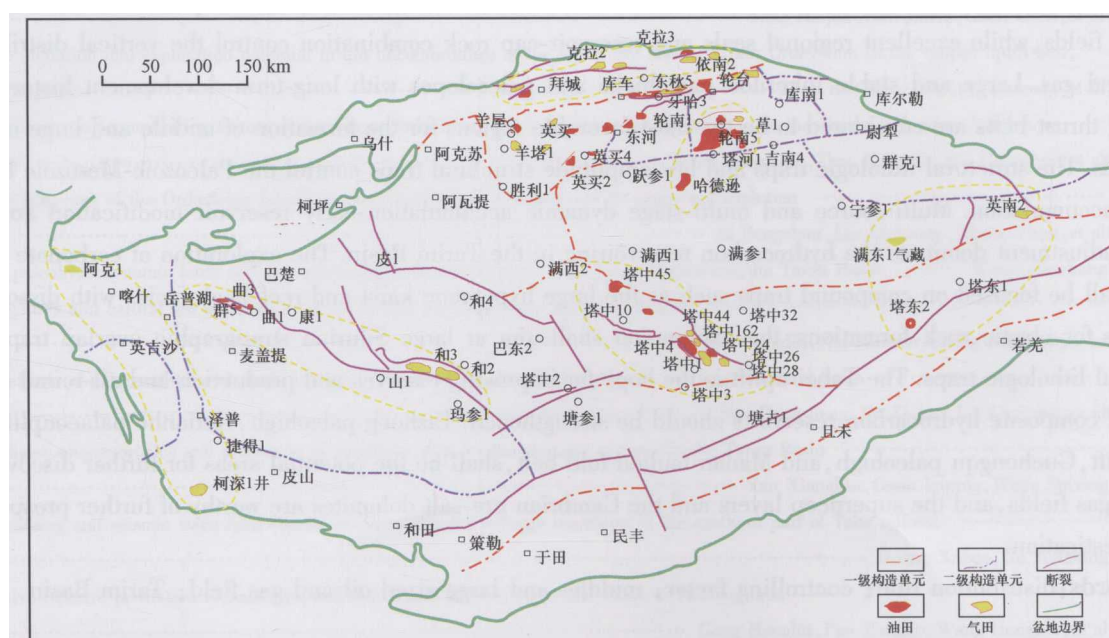 克拉3
克拉2
依南2
0 50 100 150 km
拜城
库车
东秋5
轮台
库南1
库尔勒
牙哈3
羊屋
英买7
东河
轮南1
草1
尉犁
轮南5
乌什
阿克苏
羊塔1
英买4
塔河1
吉南4
群克1
英买2
跃参1
哈德逊
胜利1
阿瓦提
柯坪
英南2
满西1
满参1
满东1气藏
皮1
满西2
阿克1
巴楚
塔中45
塔东1
曲3
喀什
岳普湖
群5
曲1
康1
和4
塔中44
塔中32
塔东2
塔中10
塔中162
英吉沙
麦盖提
和3
巴东2
塔中4
塔中24
若羌
塔中1
塔中26
和2
塔中28
山1
塔中2
塔中3
玛参1
塘参1
塘古1
且末
泽普
柯深1井
皮山
和田
民丰
策勒
于田
一级构造单元
二级构造单元
断裂
油田
气田
盆地边界